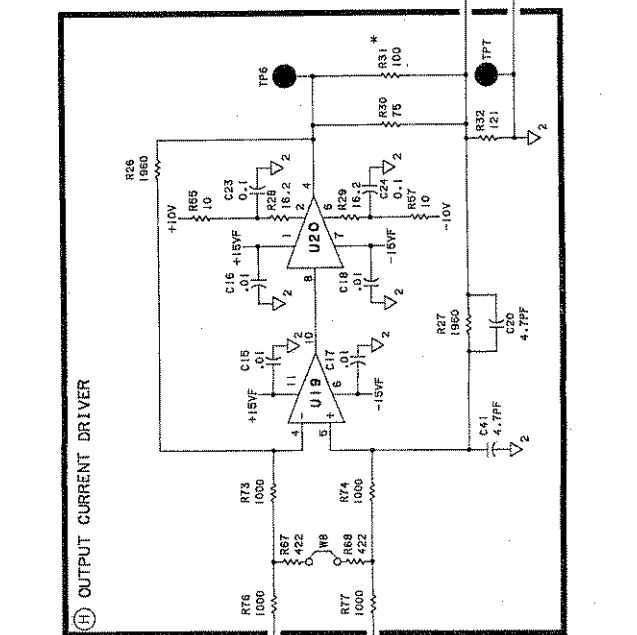 (H) OUTPUT CURRENT DRIVER
R76
1000
R77
1000
R67
422
W8
R68
422
R73
1000
R74
1000
4
5
-
+
U19
11
6
10
+15VF
-15VF
C15
.01
2
C17
.01
2
C41
4.7PF
2
R27
1960
C20
4.7PF
8
U20
1
7
2
6
4
+15VF
-15VF
C16
.01
2
C18
.01
2
+10V
R55
10
C23
0.1
2
R28
16.2
R29
16.2
C24
0.1
2
R57
10
-10V
R26
1960
R30
75
R31
100
*
R32
121
2
TP6
TP7